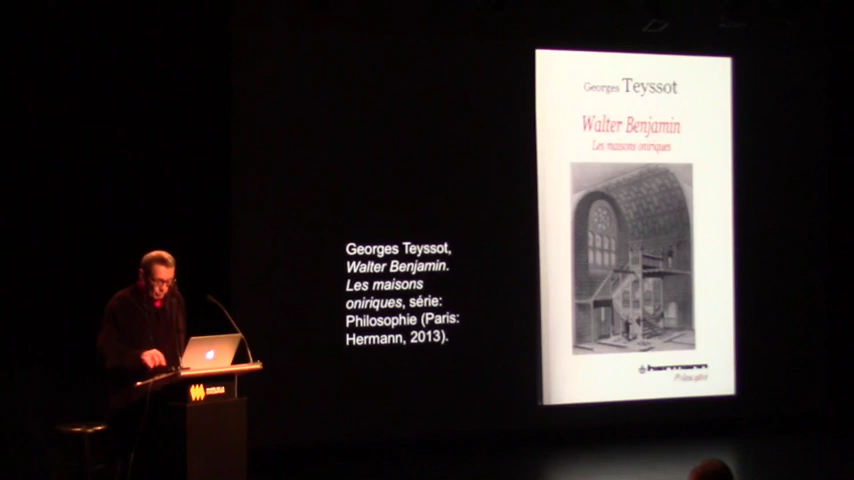 Georges Teyssot,
Walter Benjamin.
Les maisons
oniriques, série:
Philosophie (Paris:
Hermann, 2013).
Georges Teyssot
Walter Benjamin
Les maisons oniriques
hermann
Philosophie